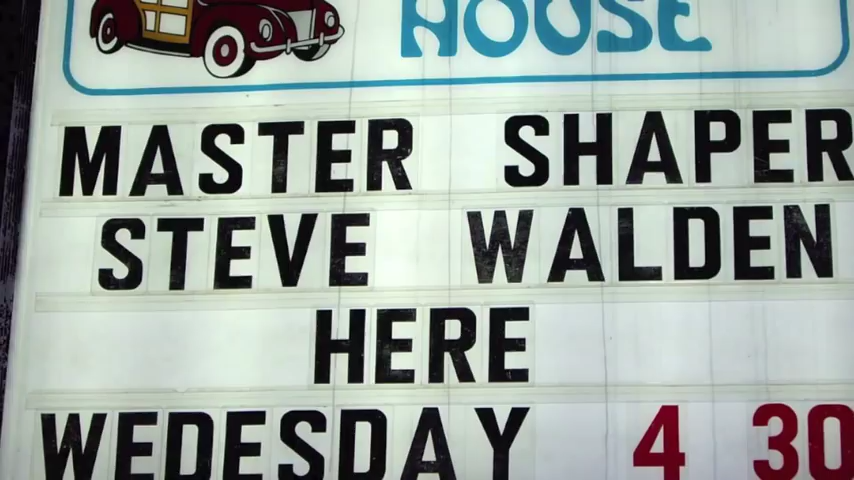 HOUSE
MASTER SHAPER
STEVE WALDEN
HERE
WEDESDAY 4 30